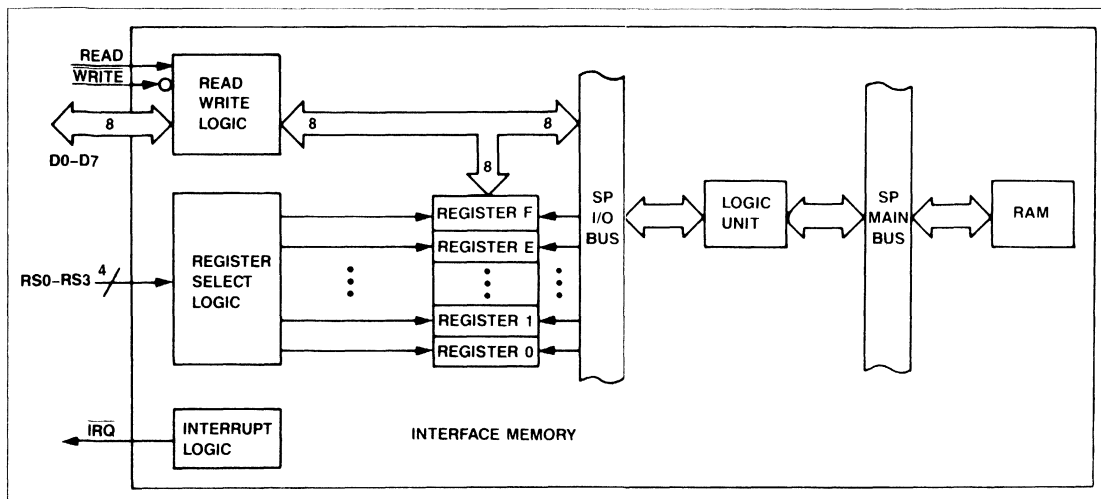 READ
WRITE
READ
WRITE
LOGIC
8
8
8
D0–D7
8
REGISTER F
REGISTER E
REGISTER 1
REGISTER 0
SP
I/O
BUS
LOGIC
UNIT
SP
MAIN
BUS
RAM
RS0–RS3
4
REGISTER
SELECT
LOGIC
IRQ
INTERRUPT
LOGIC
INTERFACE MEMORY